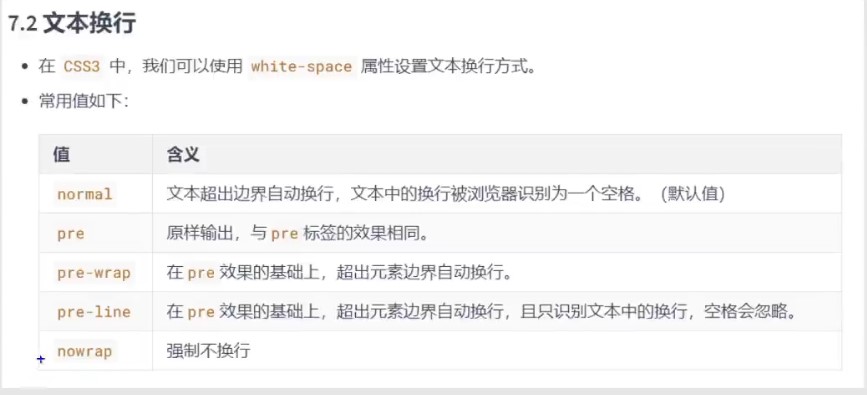 7.2 文本换行
在 CSS3 中，我们可以使用 white-space 属性设置文本换行方式。
常用值如下：
值 含义
normal 文本超出边界自动换行，文本中的换行被浏览器识别为一个空格。（默认值）
pre 原样输出，与 pre 标签的效果相同。
pre-wrap 在 pre 效果的基础上，超出元素边界自动换行。
pre-line 在 pre 效果的基础上，超出元素边界自动换行，且只识别文本中的换行，空格会忽略。
nowrap 强制不换行